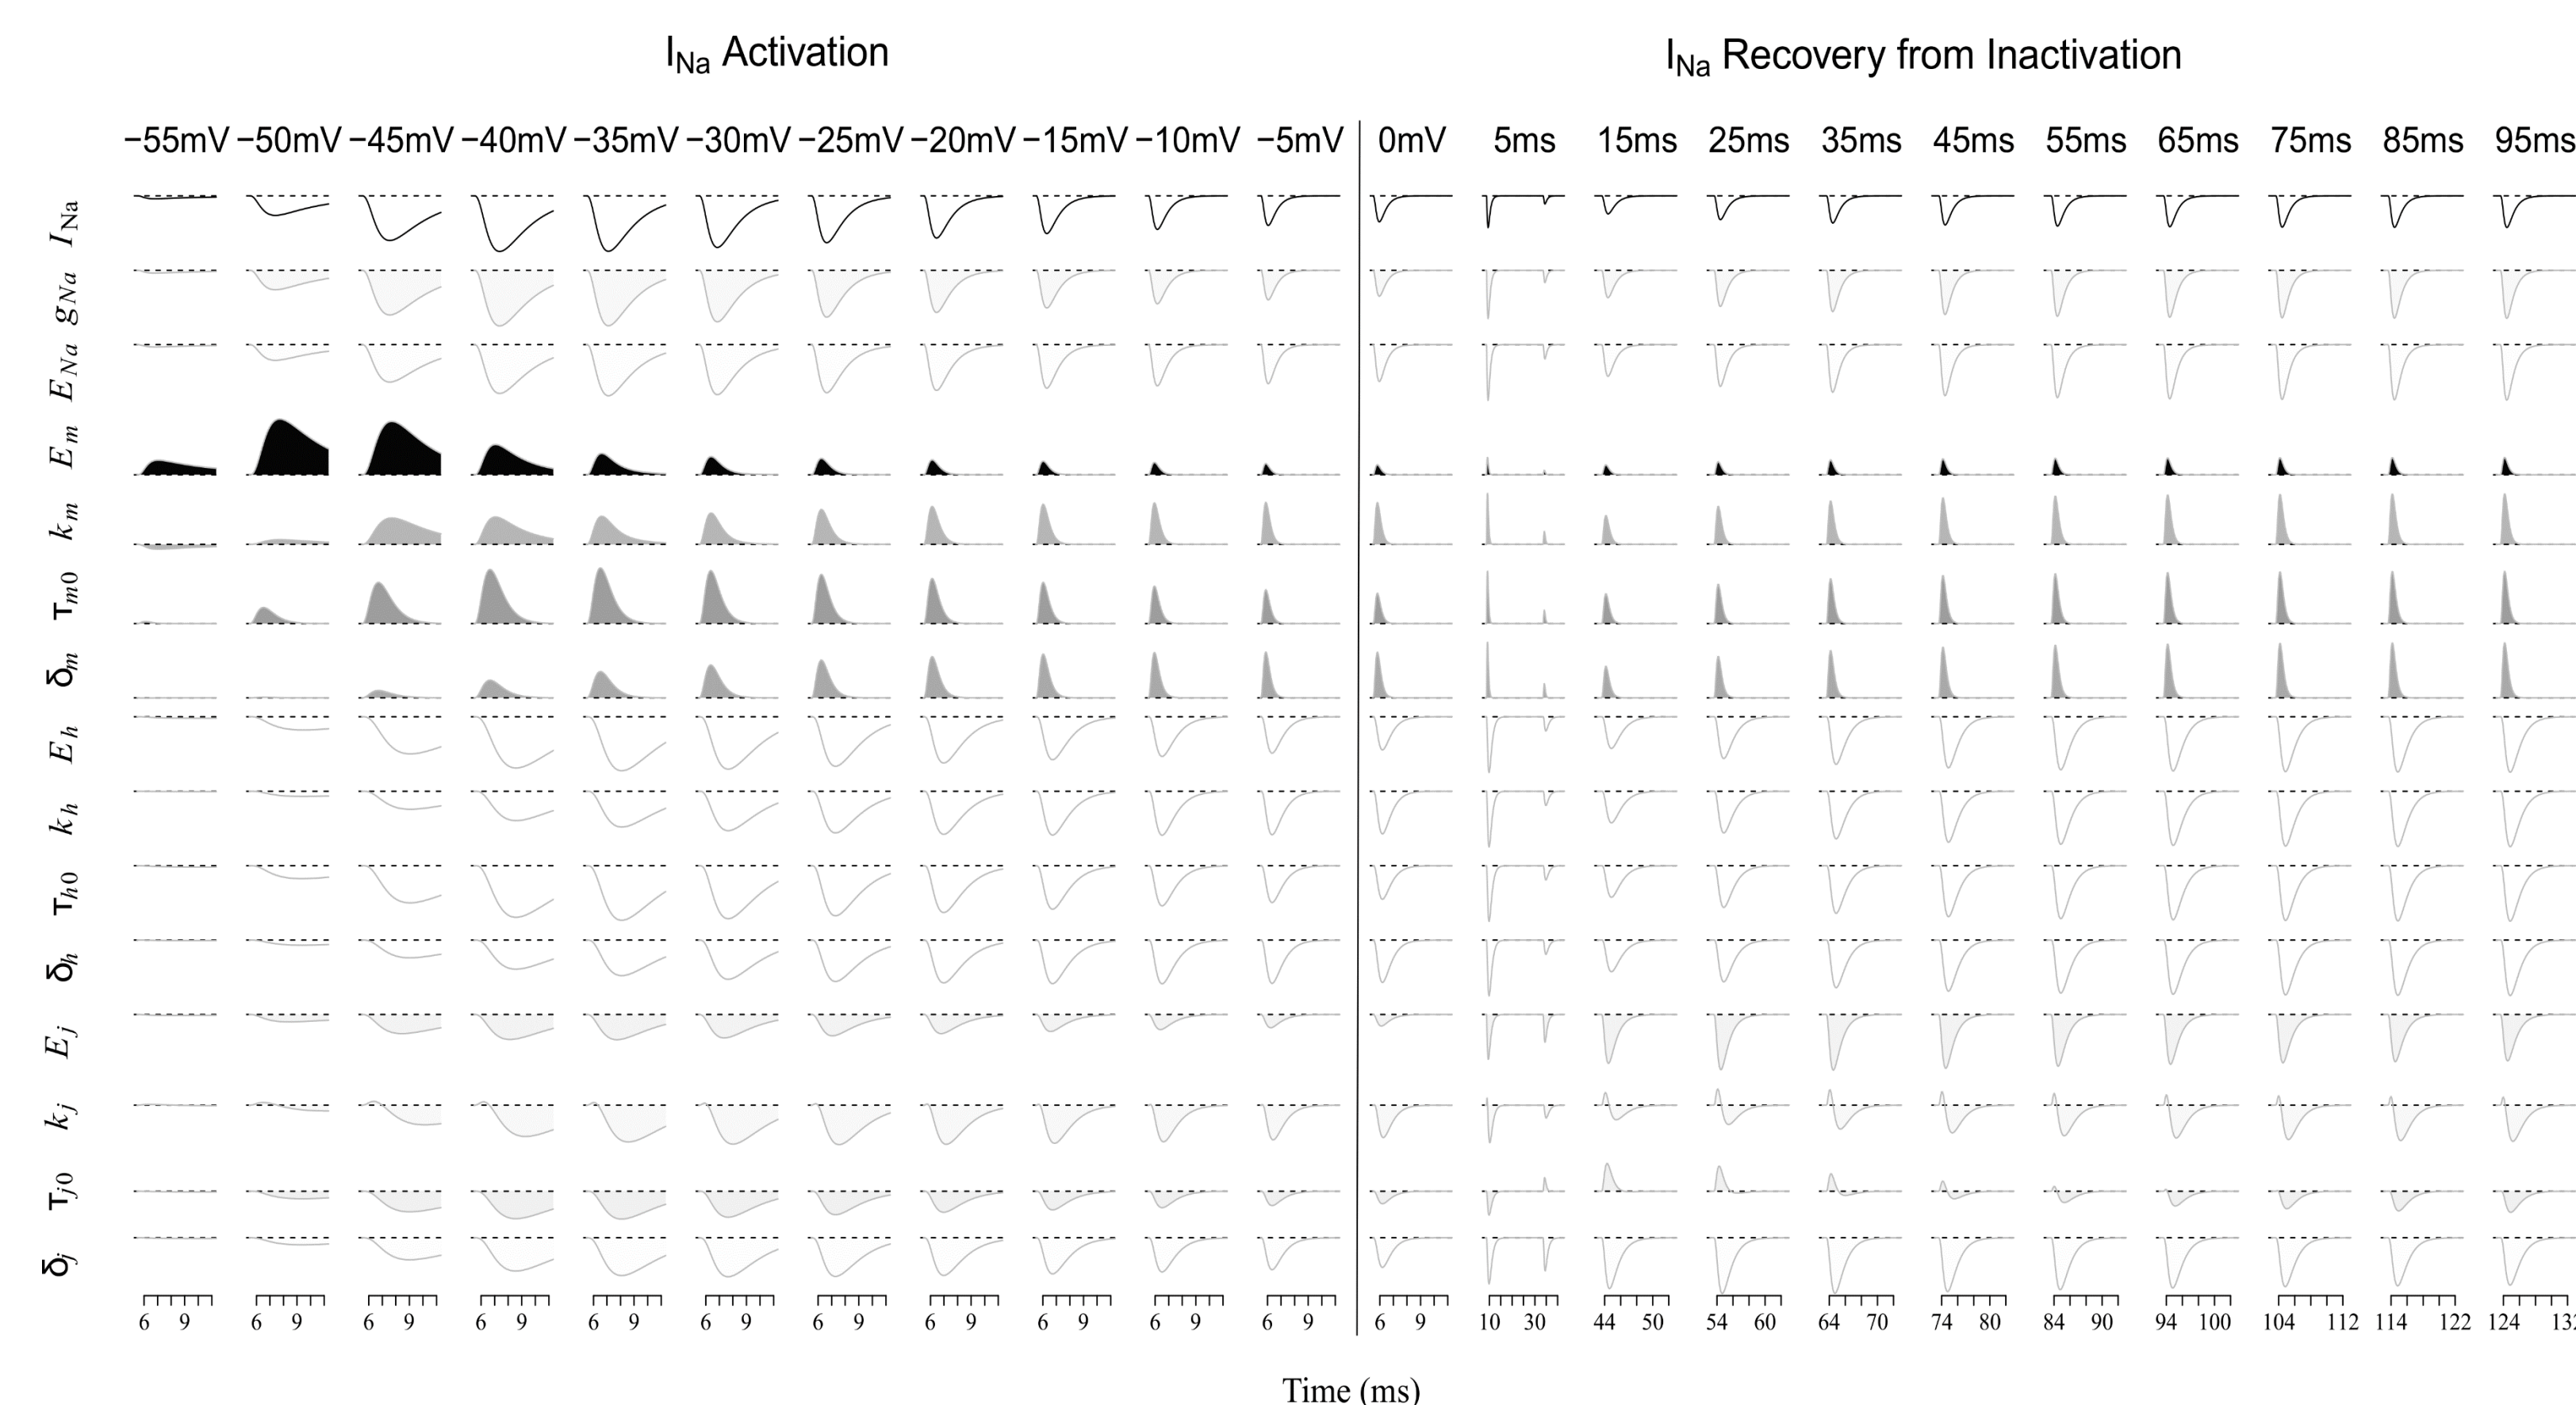 I_Na Activation I_Na Recovery from Inactivation
−55mV −50mV −45mV −40mV −35mV −30mV −25mV −20mV −15mV −10mV −5mV 0mV 5ms 15ms 25ms 35ms 45ms 55ms 65ms 75ms 85ms 95ms
I_Na
g_Na
E_Na
E_m
k_m
τ_m0
δ_m
E_h
k_h
τ_h0
δ_h
E_j
k_j
τ_j0
δ_j
6 9 6 9 6 9 6 9 6 9 6 9 6 9 6 9 6 9 6 9 6 9 6 9 10 30 44 50 54 60 64 70 74 80 84 90 94 100 104 112 114 122 124
Time (ms)